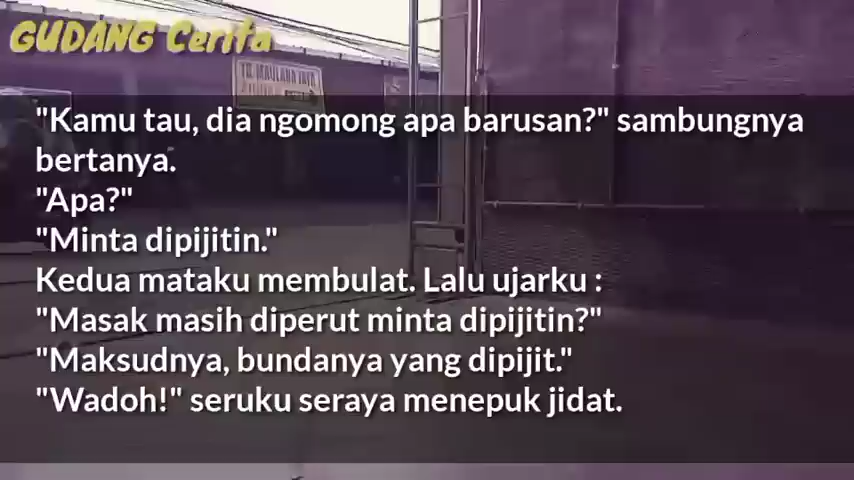 GUDANG Cerita
"Kamu tau, dia ngomong apa barusan?" sambungnya
bertanya.
"Apa?"
"Minta dipijitin."
Kedua mataku membulat. Lalu ujarku :
"Masak masih diperut minta dipijitin?"
"Maksudnya, bundanya yang dipijit."
"Wadoh!" seruku seraya menepuk jidat.